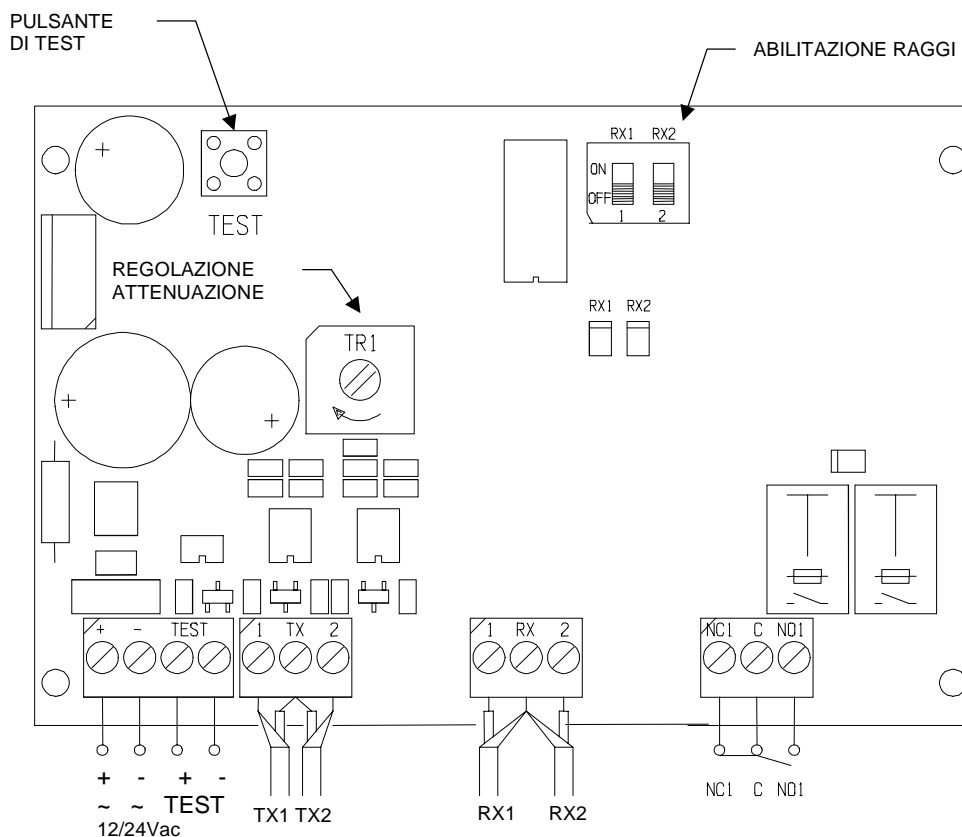 PULSANTE
DI TEST
ABILITAZIONE RAGGI
RX1 RX2
+
ON
OFF
1 2
TEST
REGOLAZIONE
ATTENUAZIONE
RX1 RX2
TR1
+ +
+ - TEST 1 TX 2 1 RX 2 NC1 C NO1
+ - + -
~ ~ TEST TX1 TX2 RX1 RX2 NC1 C NO1
12/24Vac